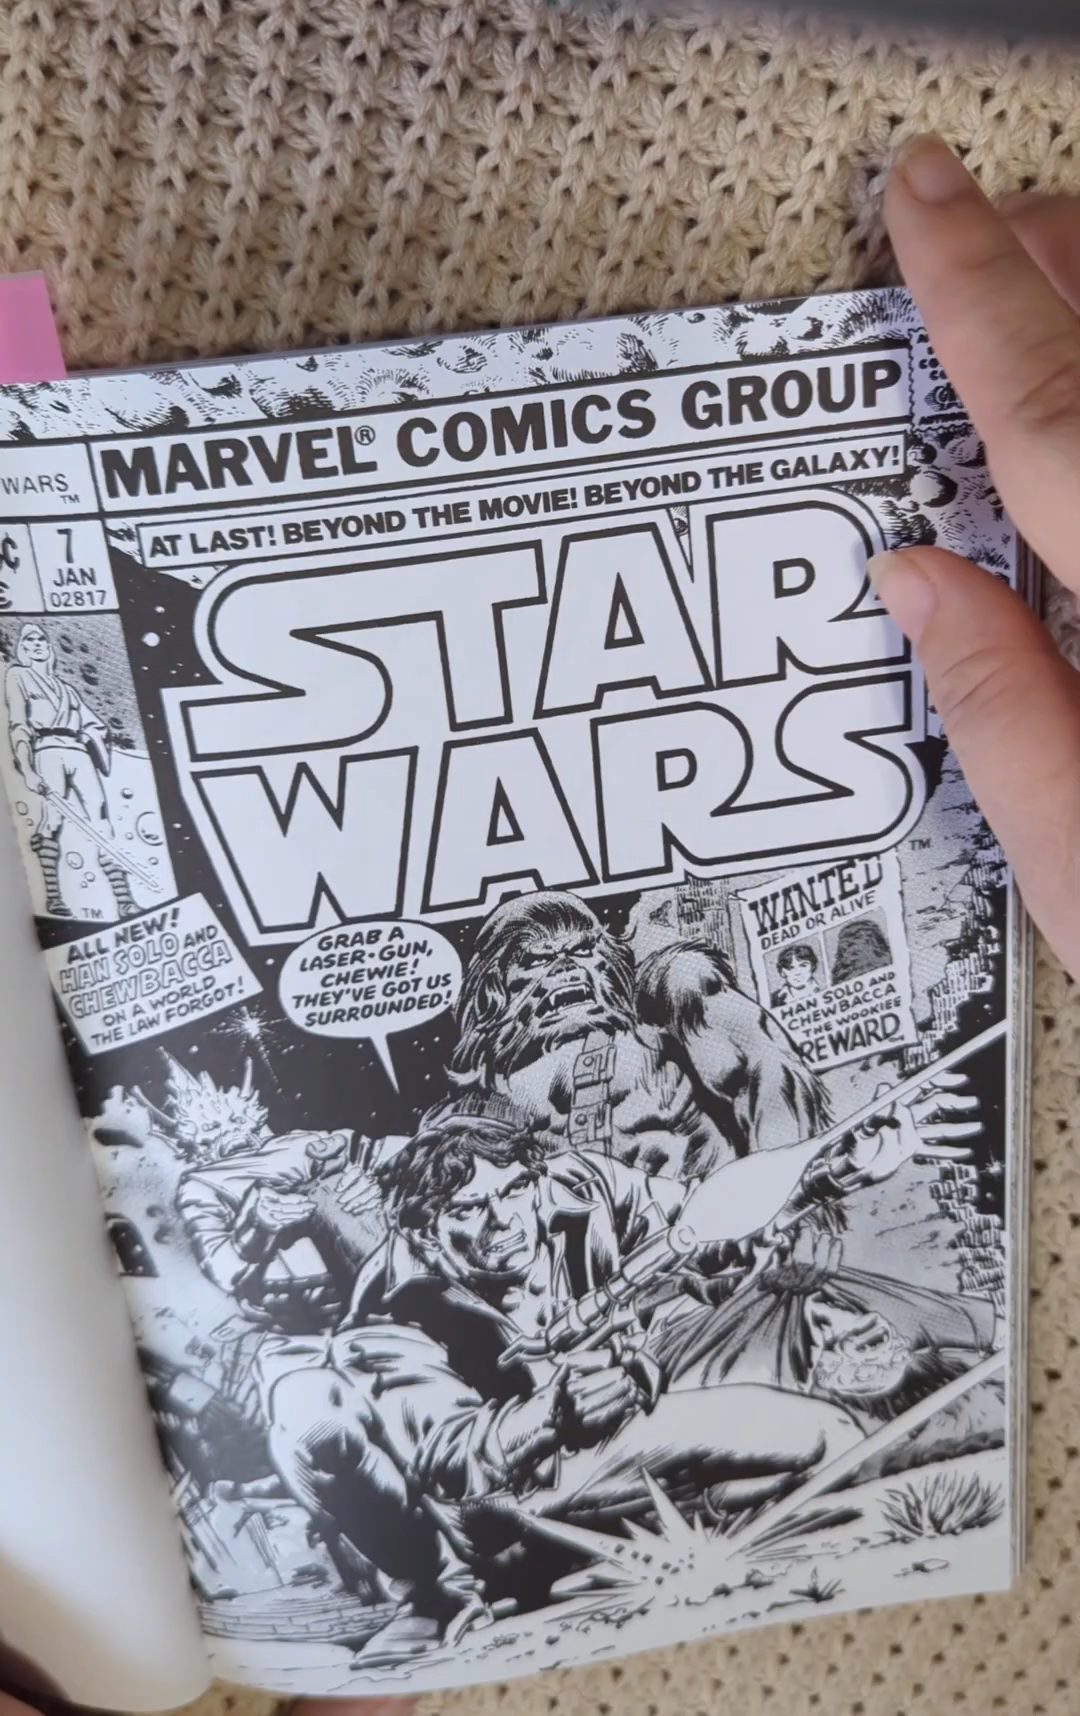 MARVEL® COMICS GROUP
WARS™
AT LAST! BEYOND THE MOVIE! BEYOND THE GALAXY!
¢
7
JAN
02817
STAR
WARS
TM
TM
ALL NEW!
HAN SOLO AND
CHEWBACCA
ON A WORLD
THE LAW FORGOT!
GRAB A
LASER-GUN,
CHEWIE!
THEY'VE GOT US
SURROUNDED!
WANTED
DEAD OR ALIVE
HAN SOLO AND
CHEWBACCA
THE WOOKIEE
REWARD